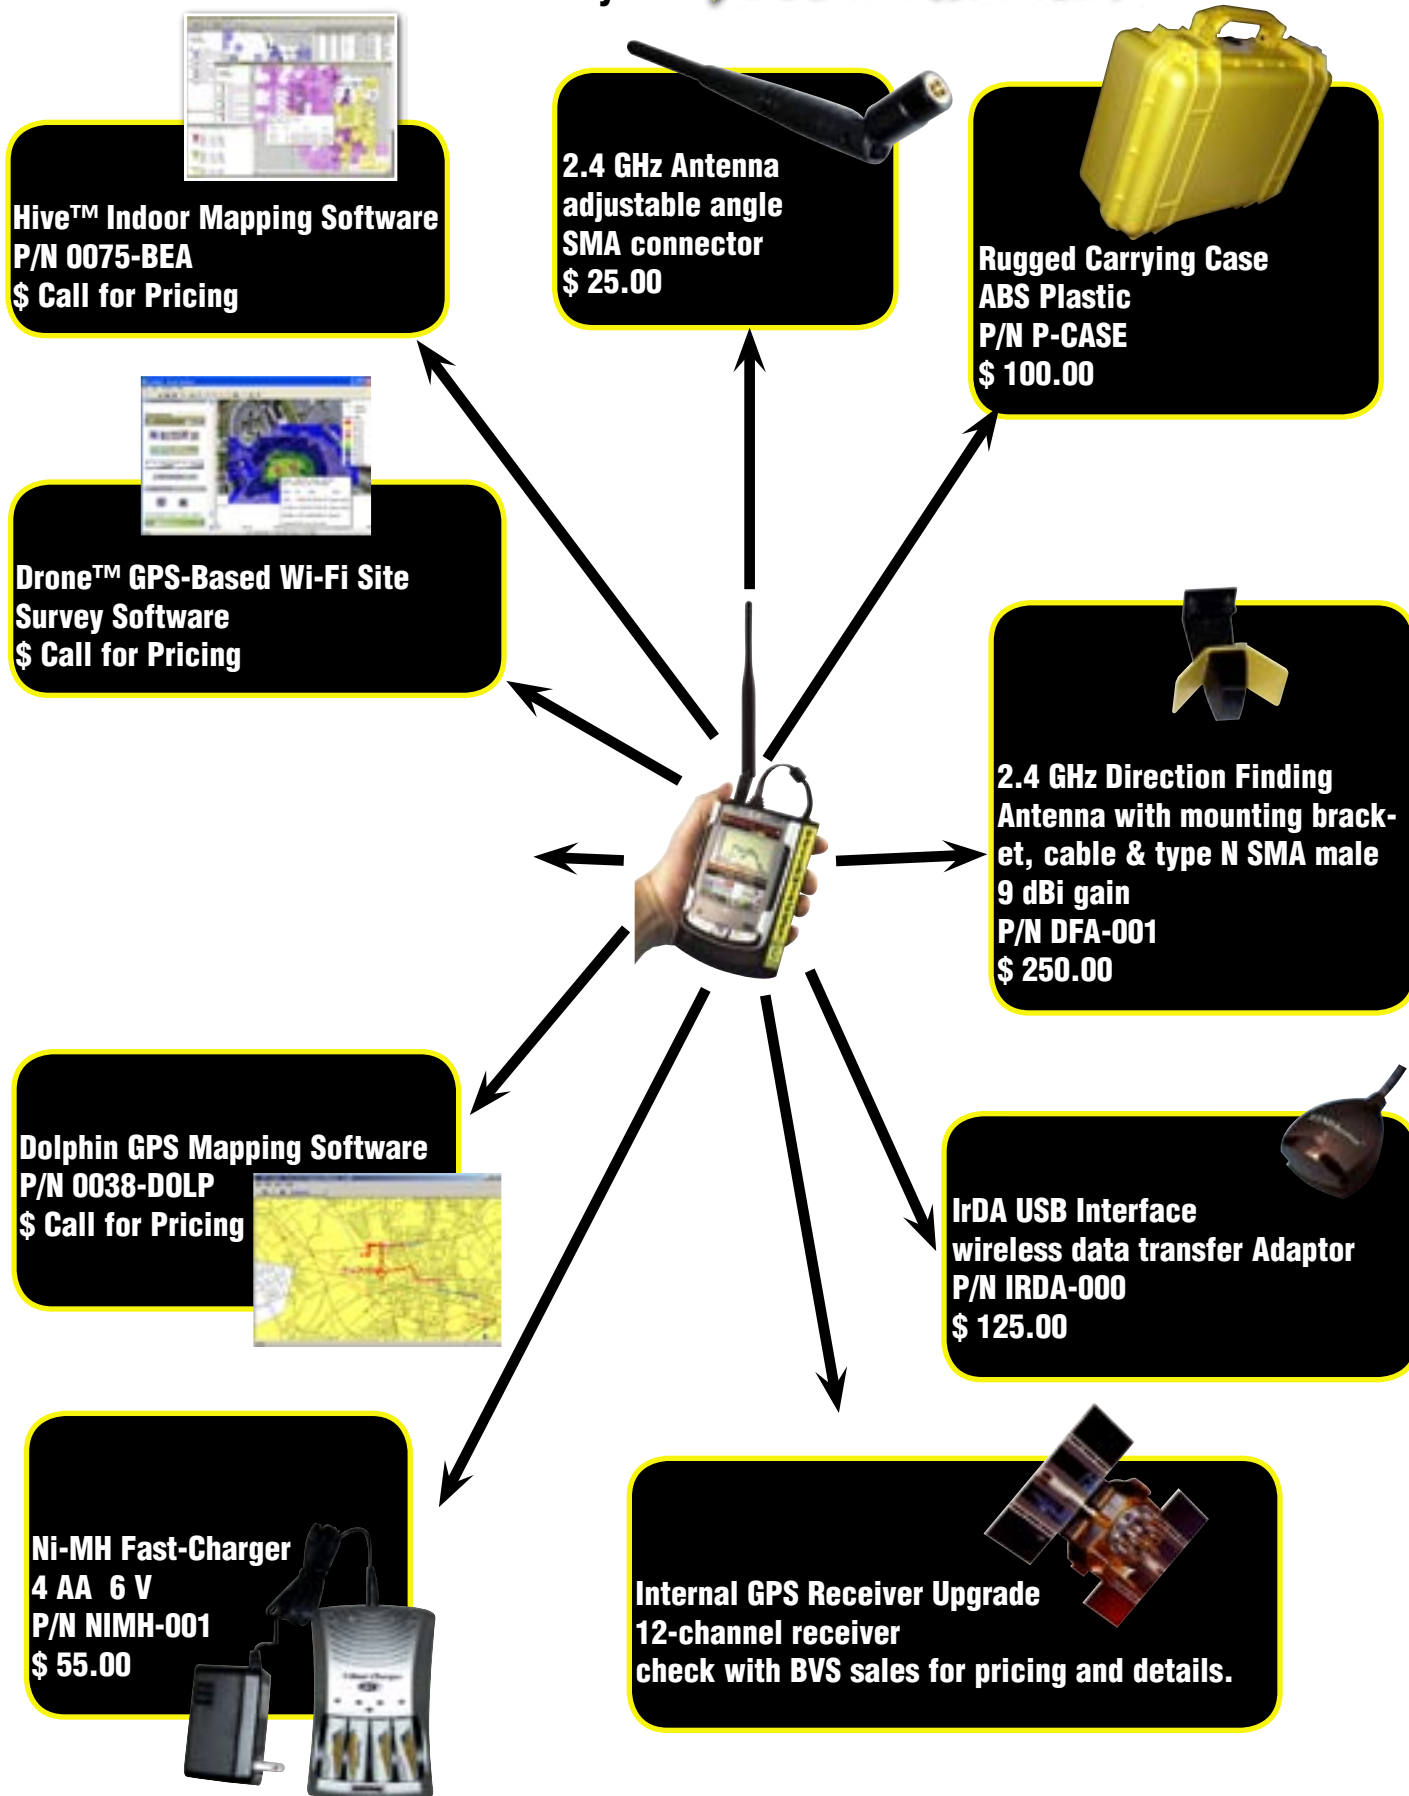 Hive™ Indoor Mapping Software
P/N 0075-BEA
$ Call for Pricing
2.4 GHz Antenna
adjustable angle
SMA connector
$ 25.00
Rugged Carrying Case
ABS Plastic
P/N P-CASE
$ 100.00
Drone™ GPS-Based Wi-Fi Site
Survey Software
$ Call for Pricing
2.4 GHz Direction Finding
Antenna with mounting brack-
et, cable & type N SMA male
9 dBi gain
P/N DFA-001
$ 250.00
Dolphin GPS Mapping Software
P/N 0038-DOLP
$ Call for Pricing
IrDA USB Interface
wireless data transfer Adaptor
P/N IRDA-000
$ 125.00
Ni-MH Fast-Charger
4 AA  6 V
P/N NIMH-001
$ 55.00
Internal GPS Receiver Upgrade
12-channel receiver
check with BVS sales for pricing and details.